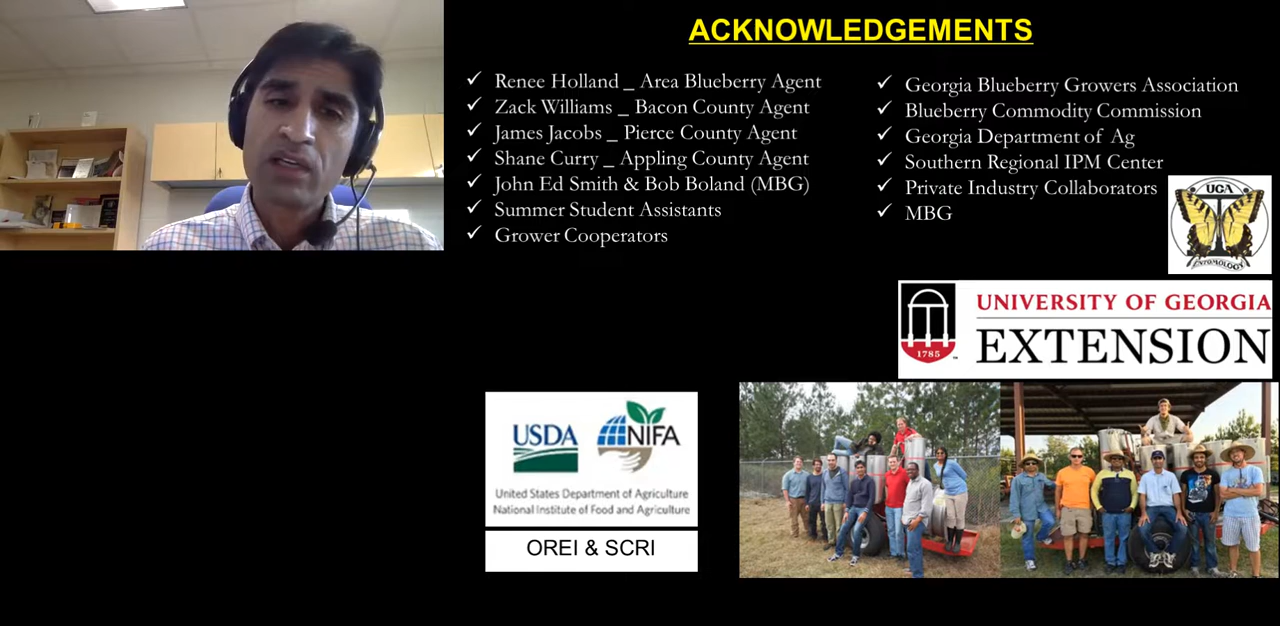 ACKNOWLEDGEMENTS
Renee Holland _ Area Blueberry Agent
Zack Williams _ Bacon County Agent
James Jacobs _ Pierce County Agent
Shane Curry _ Appling County Agent
John Ed Smith & Bob Boland (MBG)
Summer Student Assistants
Grower Cooperators
Georgia Blueberry Growers Association
Blueberry Commodity Commission
Georgia Department of Ag
Southern Regional IPM Center
Private Industry Collaborators
MBG
UGA
ENTOMOLOGY
UNIVERSITY OF GEORGIA
EXTENSION
1785
USDA
NIFA
United States Department of Agriculture
National Institute of Food and Agriculture
OREI & SCRI